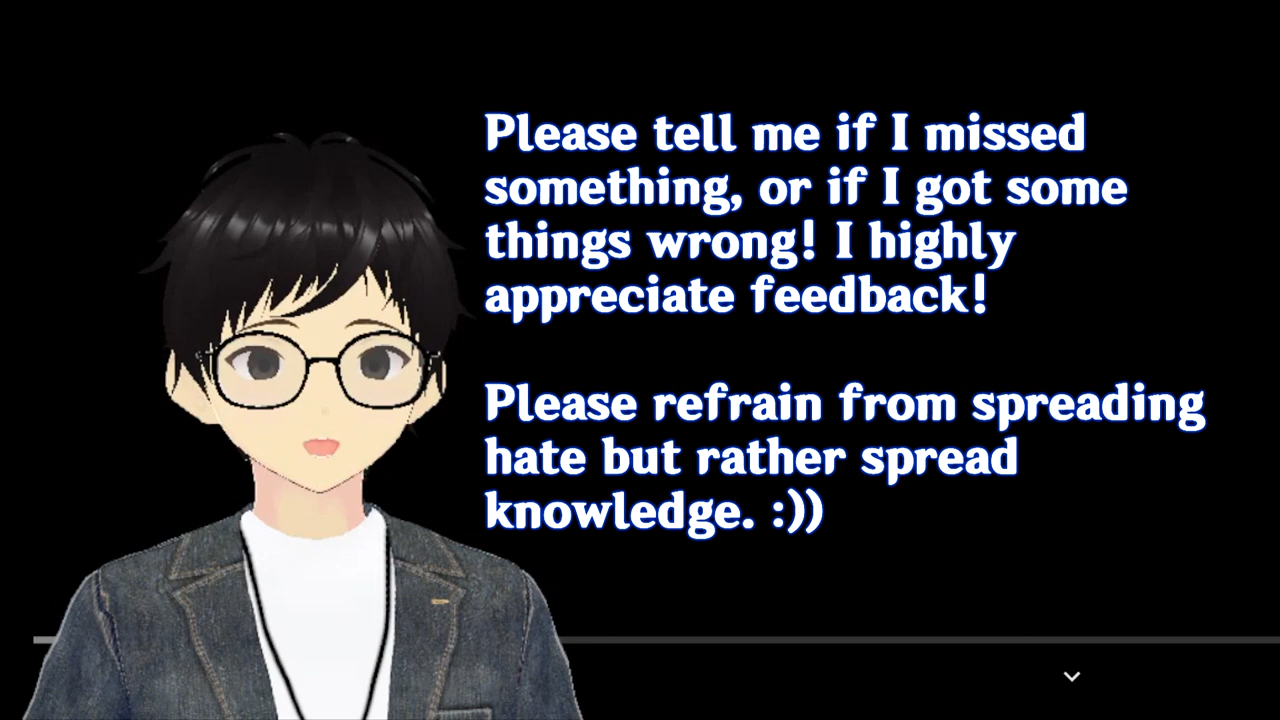 Please tell me if I missed
something, or if I got some
things wrong! I highly
appreciate feedback!
Please refrain from spreading
hate but rather spread
knowledge. :))